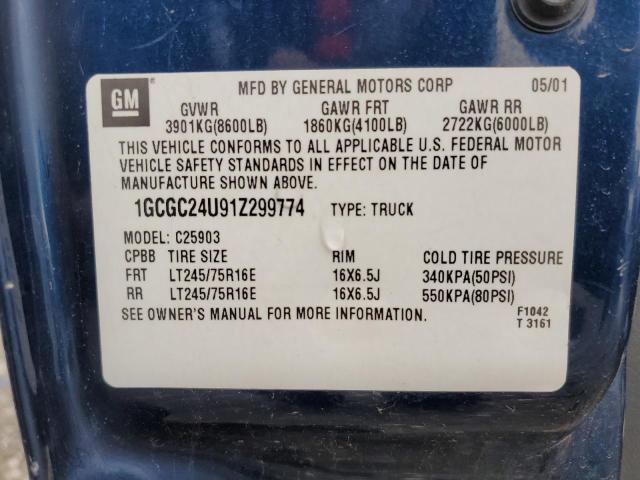 GM
MFD BY GENERAL MOTORS CORP 05/01
GVWR GAWR FRT GAWR RR
3901KG(8600LB) 1860KG(4100LB) 2722KG(6000LB)
THIS VEHICLE CONFORMS TO ALL APPLICABLE U.S. FEDERAL MOTOR
VEHICLE SAFETY STANDARDS IN EFFECT ON THE DATE OF
MANUFACTURE SHOWN ABOVE.
1GCGC24U91Z299774 TYPE: TRUCK
MODEL: C25903
CPBB TIRE SIZE RIM COLD TIRE PRESSURE
FRT LT245/75R16E 16X6.5J 340KPA(50PSI)
RR LT245/75R16E 16X6.5J 550KPA(80PSI)
SEE OWNER'S MANUAL FOR MORE INFORMATION. F1042
T 3161